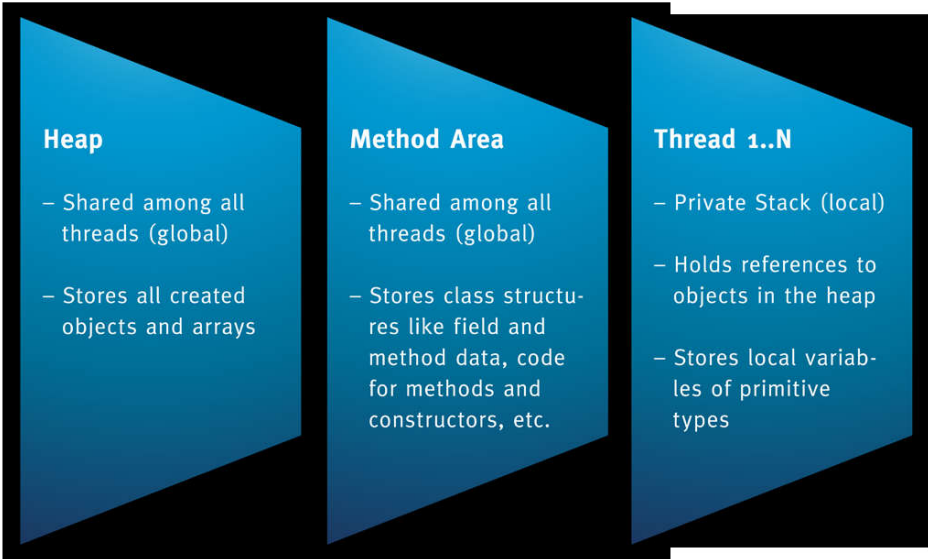 Heap
– Shared among all
threads (global)
– Stores all created
objects and arrays
Method Area
– Shared among all
threads (global)
– Stores class structu-
res like field and
method data, code
for methods and
constructors, etc.
Thread 1..N
– Private Stack (local)
– Holds references to
objects in the heap
– Stores local variab-
les of primitive
types